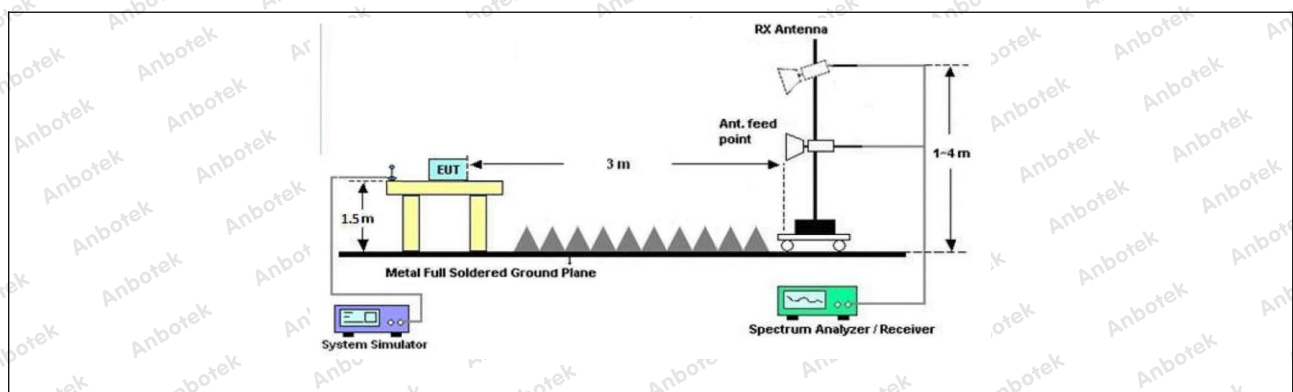 RX Antenna
Ant. feed
point
1~4 m
3 m
EUT
1.5 m
Metal Full Soldered Ground Plane
System Simulator
Spectrum Analyzer / Receiver
Anbotek